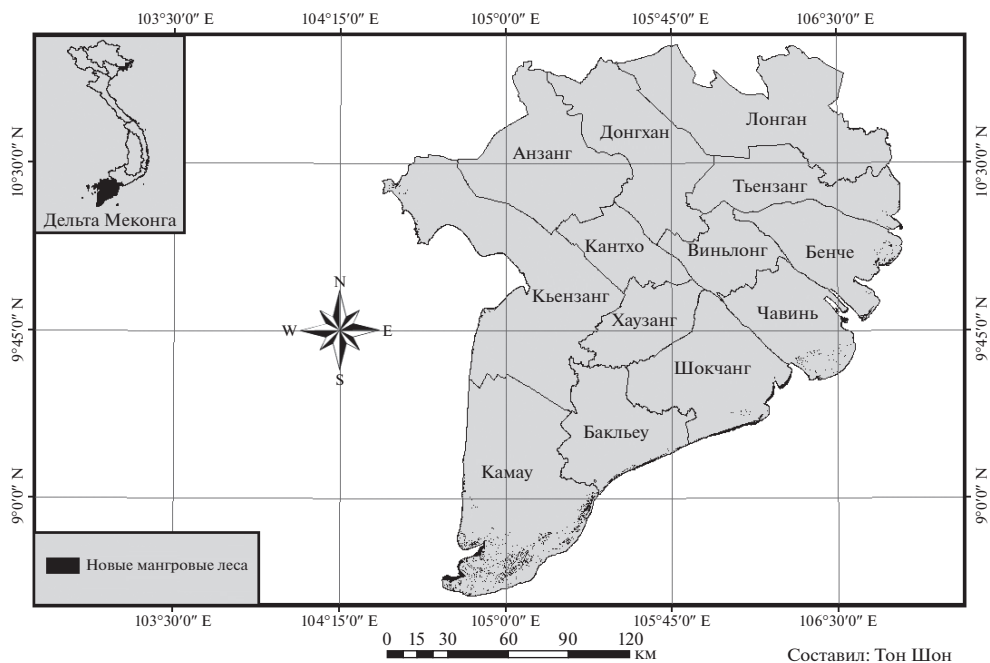 103°30′0″ E 104°15′0″ E 105°0′0″ E 105°45′0″ E 106°30′0″ E
10°30′0″ N
9°45′0″ N
9°0′0″ N
Дельта Меконга
Лонган
Донгхан
Анзанг
Тьензанг
Кантхо
Виньлонг
Бенче
Кьензанг
Хаузанг
Чавинь
Шокчанг
Бакльеу
Камау
N
W E
S
10°30′0″ N
9°45′0″ N
9°0′0″ N
Новые мангровые леса
103°30′0″ E 104°15′0″ E 105°0′0″ E 105°45′0″ E 106°30′0″ E
0 15 30 60 90 120
км
Составил: Тон Шон